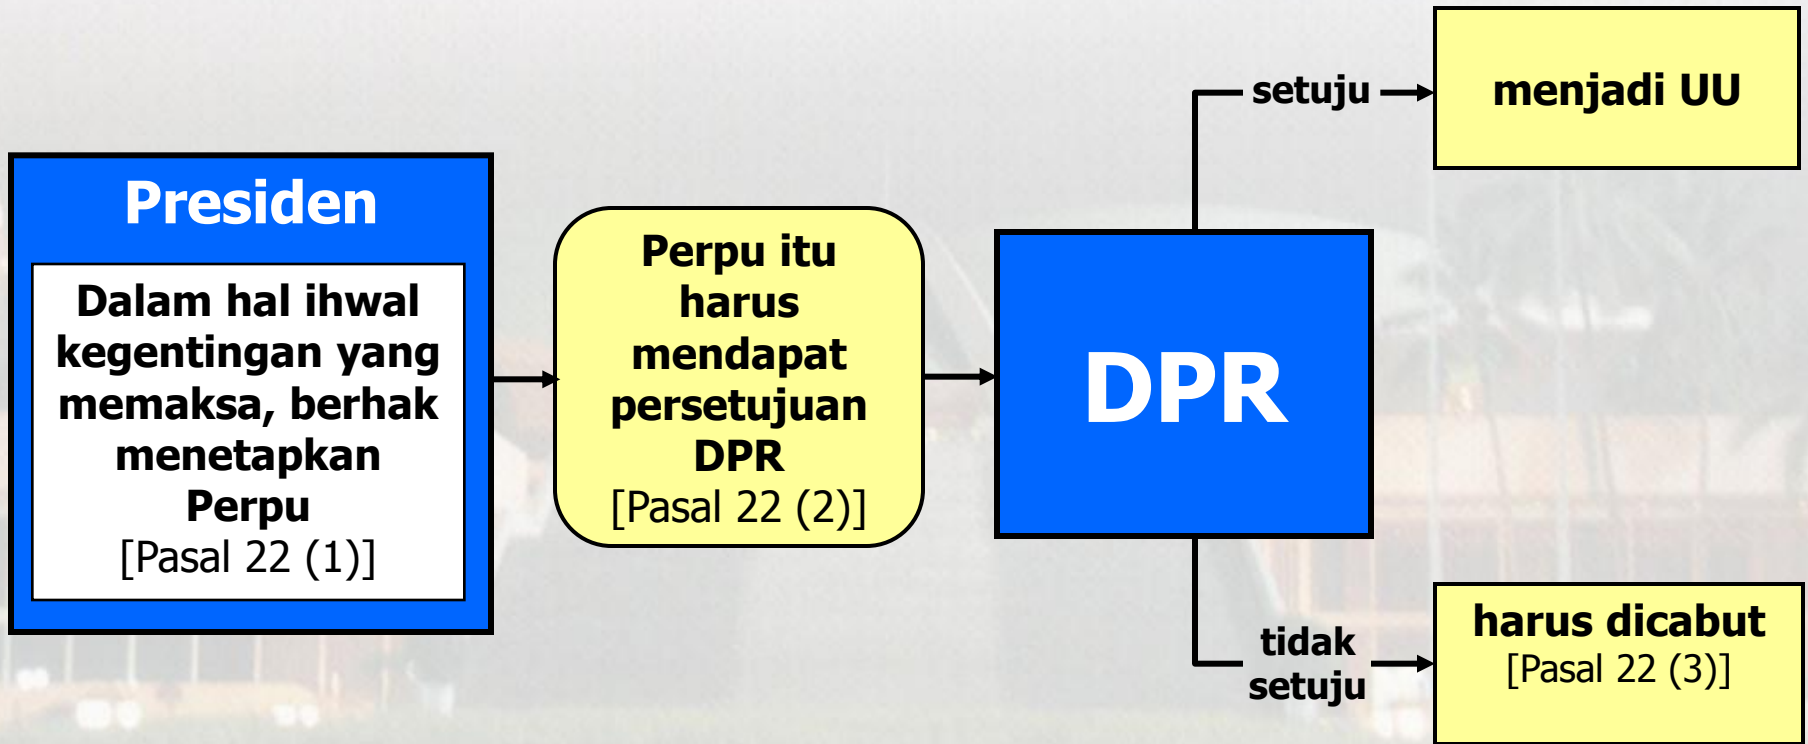 Presiden
Dalam hal ihwal
kegentingan yang
memaksa, berhak
menetapkan
Perpu
[Pasal 22 (1)]
Perpu itu
harus
mendapat
persetujuan
DPR
[Pasal 22 (2)]
DPR
setuju
menjadi UU
tidak
setuju
harus dicabut
[Pasal 22 (3)]